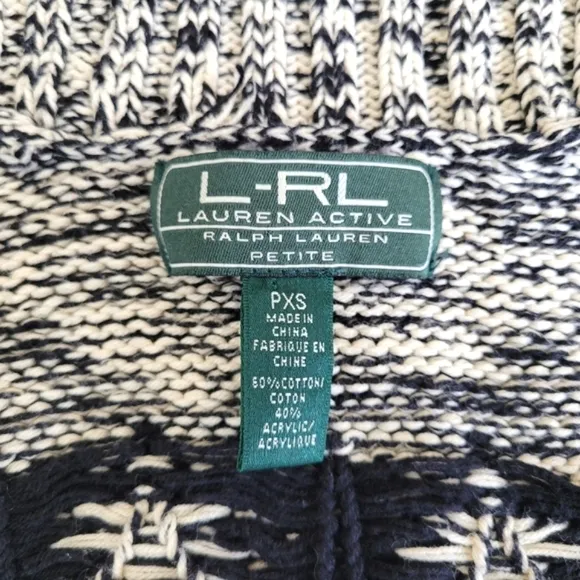 L-RL
LAUREN ACTIVE
RALPH LAUREN
PETITE
PXS
MADE IN
CHINA
FABRIQUE EN
CHINE
60%COTTON/
COTON
40%
ACRYLIC/
ACRYLIQUE